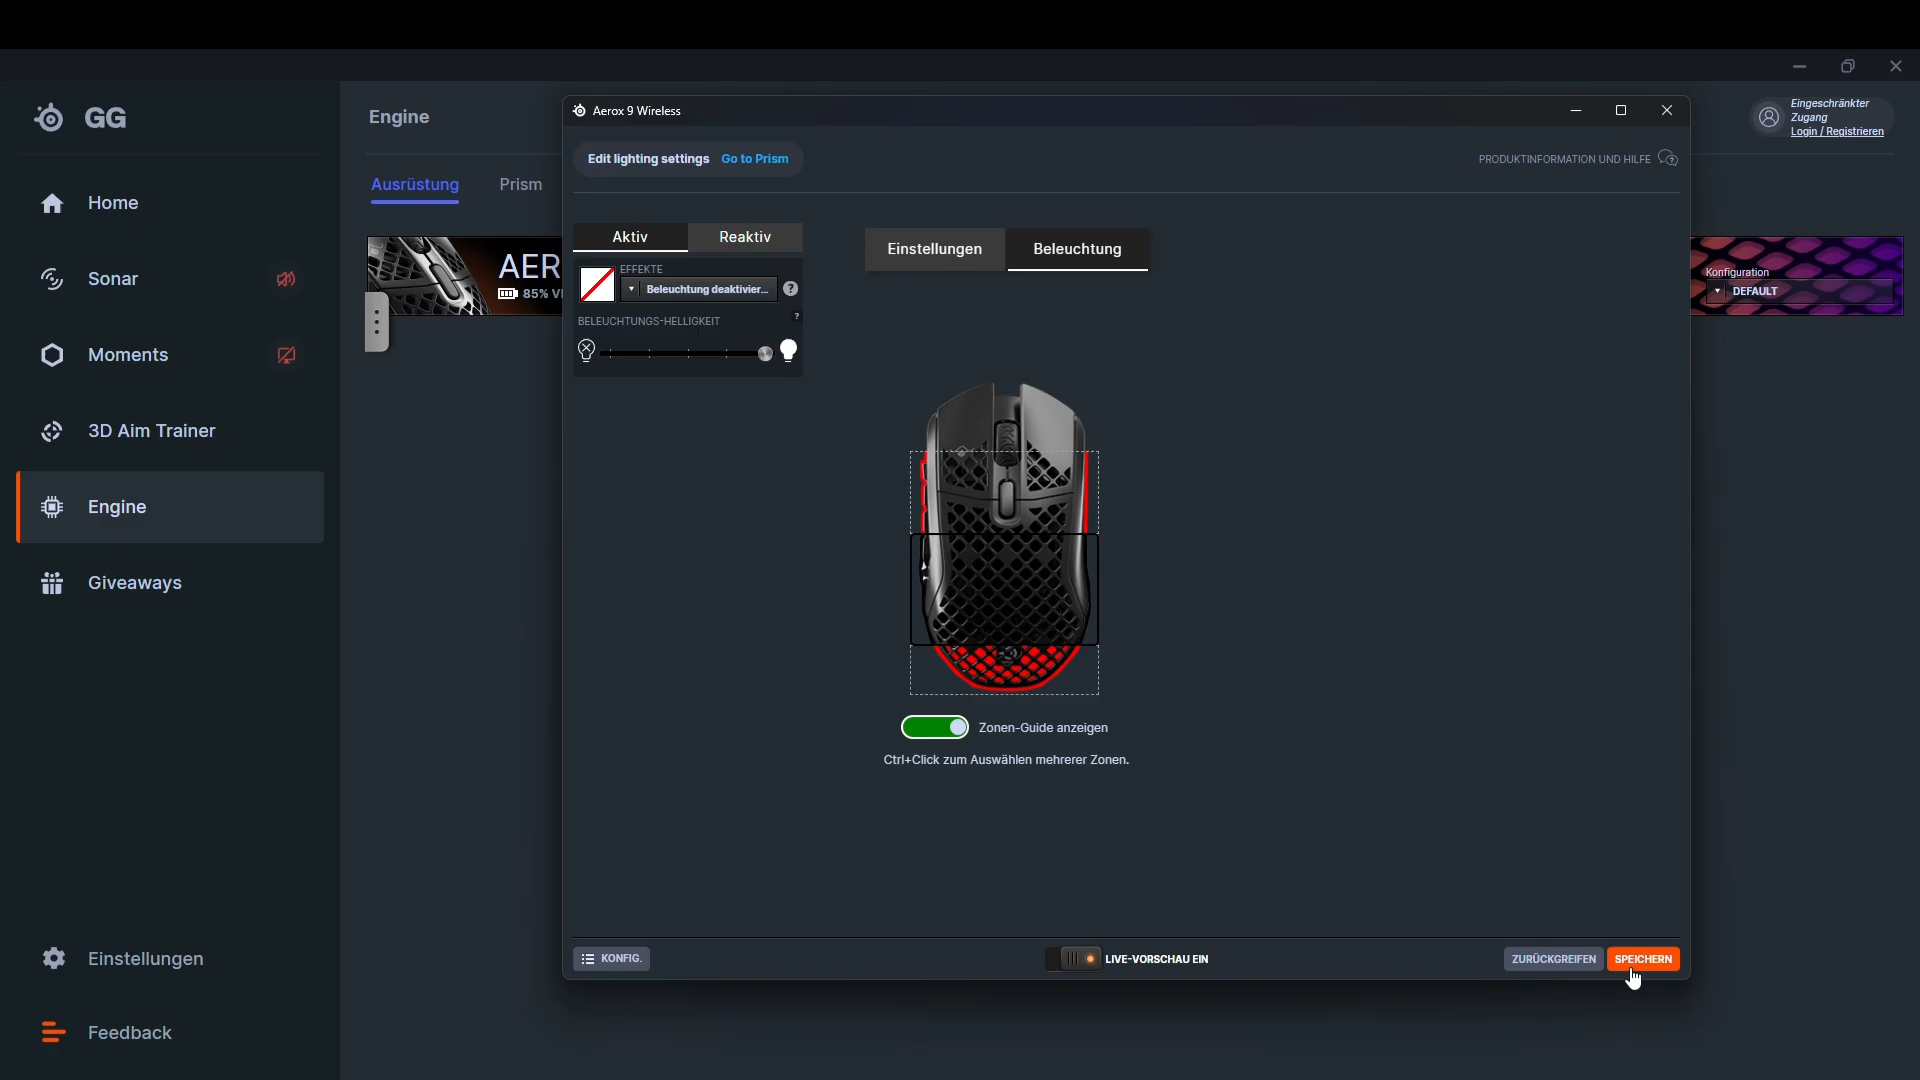 GG
Home
Sonar
Moments
3D Aim Trainer
Engine
Giveaways
Einstellungen
Feedback
Engine
Ausrüstung
Prism
AER
85%
Aerox 9 Wireless
Edit lighting settings Go to Prism
PRODUKTINFORMATION UND HILFE
Aktiv
Reaktiv
EFFEKTE
Beleuchtung deaktivier...
?
BELEUCHTUNGS-HELLIGKEIT
?
Einstellungen
Beleuchtung
Zonen-Guide anzeigen
Ctrl+Click zum Auswählen mehrerer Zonen.
KONFIG.
LIVE-VORSCHAU EIN
ZURÜCKGREIFEN
SPEICHERN
Eingeschränkter
Zugang
Login / Registrieren
Konfiguration
DEFAULT